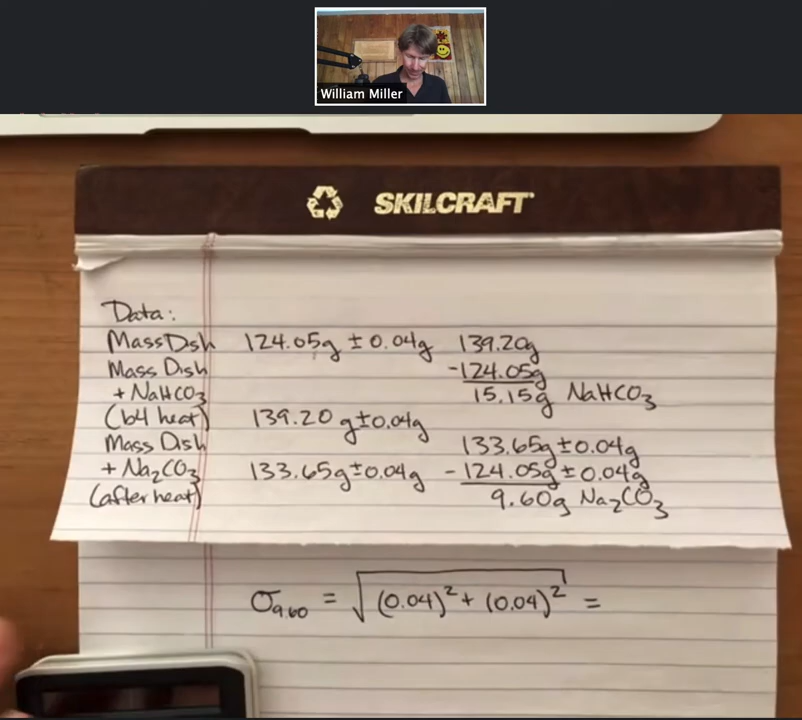 William Miller
SKILCRAFT
Data:
Mass Dish 124.05g ±0.04g 139.20g
Mass Dish -124.05g
+ NaHCO₃ 15.15g NaHCO₃
(b4 heat) 139.20 g±0.04g
Mass Dish 133.65g±0.04g
+ Na₂CO₃ 133.65g±0.04g - 124.05g±0.04g
(after heat) 9.60g Na₂CO₃
σ9.60 = √(0.04)² + (0.04)² =